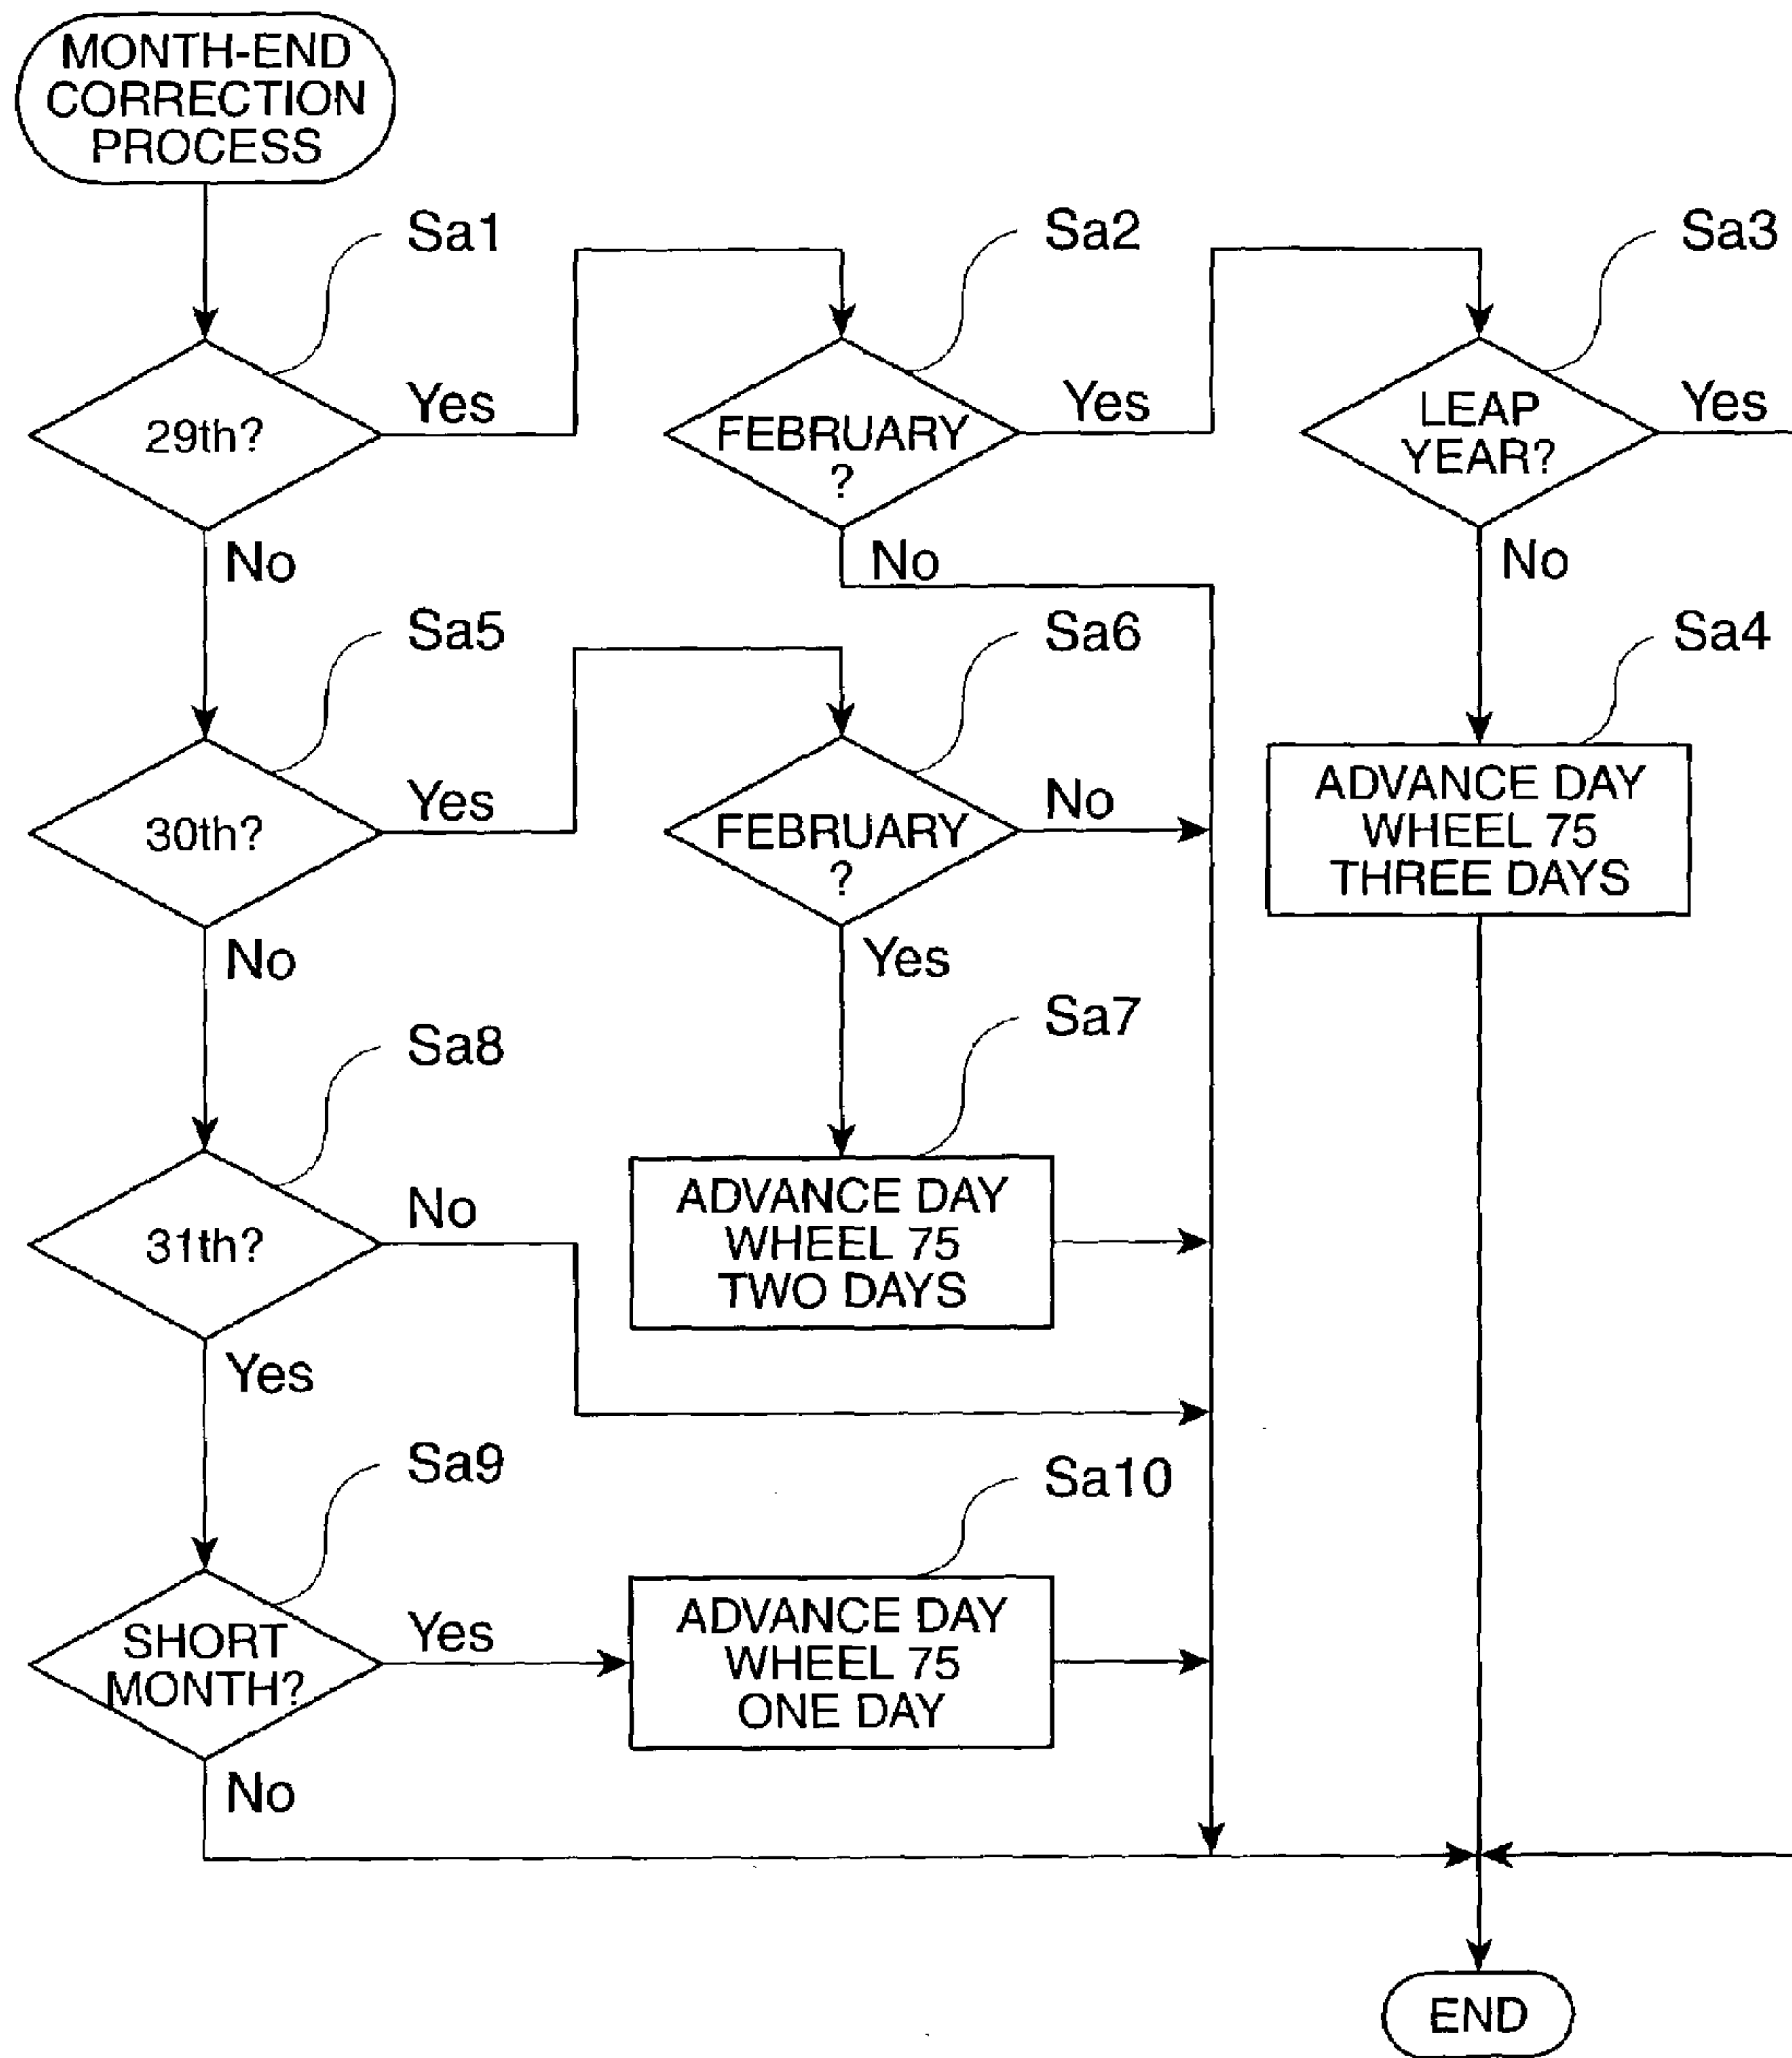 MONTH-END
CORRECTION
PROCESS
Sa1
Sa2
Sa3
29th?
Yes
FEBRUARY
?
Yes
LEAP
YEAR?
Yes
No
No
No
Sa5
Sa6
Sa4
30th?
Yes
FEBRUARY
?
No
ADVANCE DAY
WHEEL 75
THREE DAYS
No
Yes
Sa8
Sa7
31th?
No
ADVANCE DAY
WHEEL 75
TWO DAYS
Yes
Sa9
Sa10
SHORT
MONTH?
Yes
ADVANCE DAY
WHEEL 75
ONE DAY
No
END